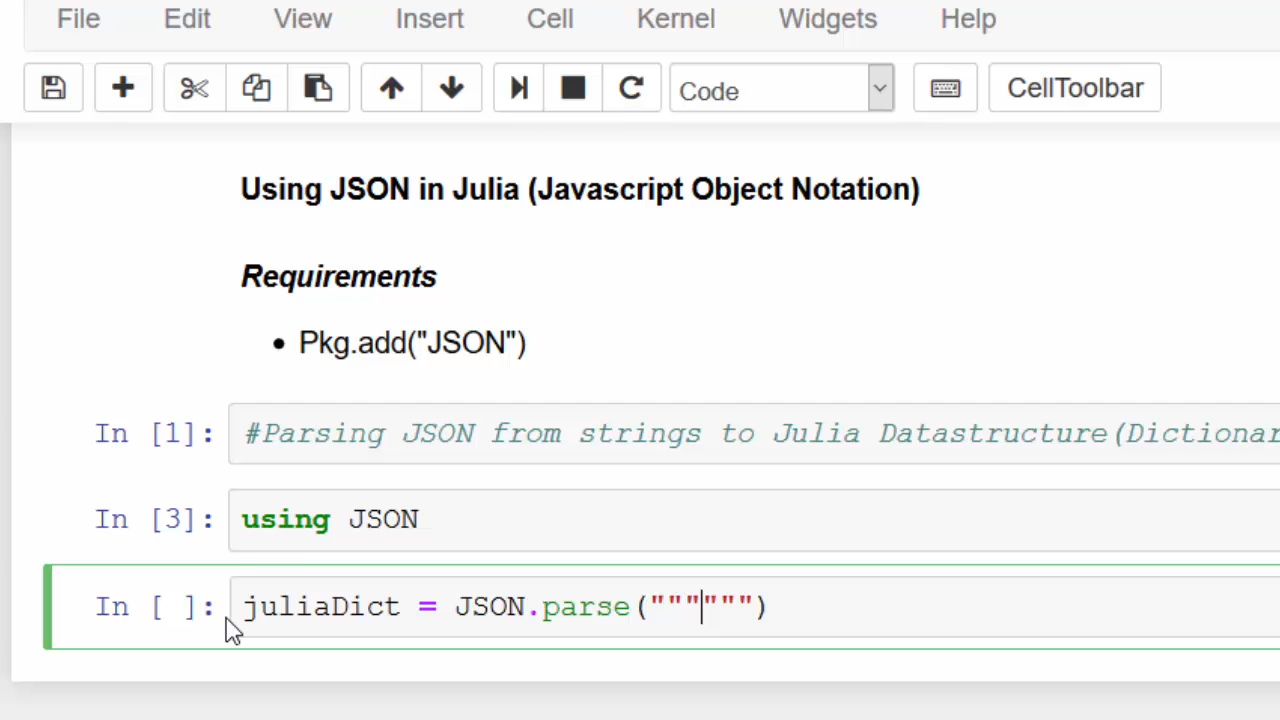 File Edit View Insert Cell Kernel Widgets Help
Code CellToolbar
Using JSON in Julia (Javascript Object Notation)
Requirements
• Pkg.add("JSON")
In [1]: #Parsing JSON from strings to Julia Datastructure(Dictionar
In [3]: using JSON
In [ ]: juliaDict = JSON.parse("""""")